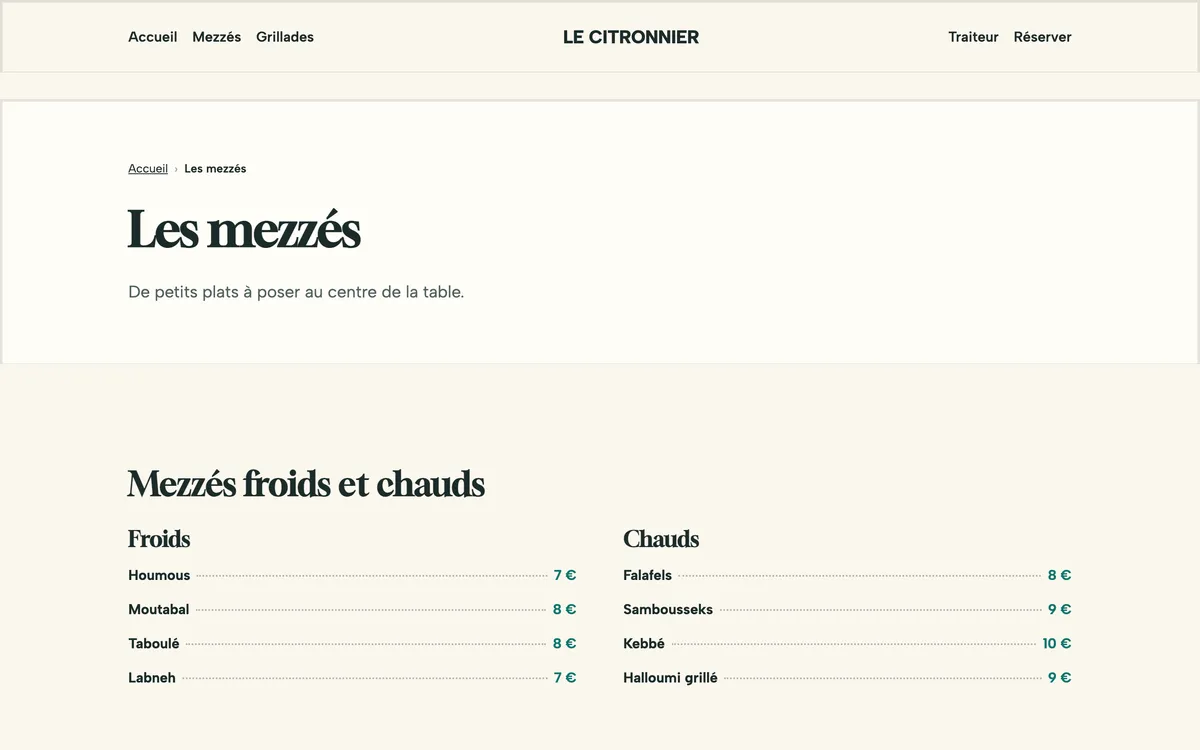 Accueil Mezzés Grillades LE CITRONNIER Traiteur Réserver
Accueil › Les mezzés
Les mezzés
De petits plats à poser au centre de la table.
Mezzés froids et chauds
Froids
Houmous 7 €
Moutabal 8 €
Taboulé 8 €
Labneh 7 €
Chauds
Falafels 8 €
Sambousseks 9 €
Kebbé 10 €
Halloumi grillé 9 €